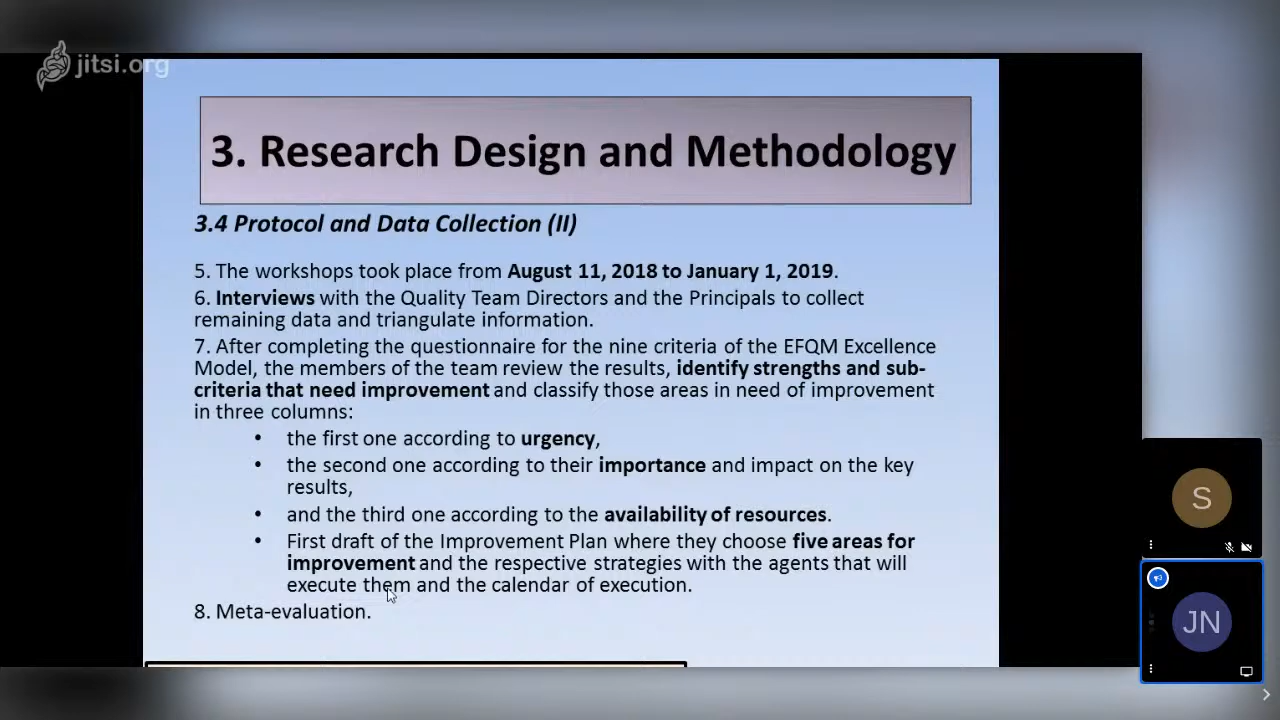 jitsi.org
3. Research Design and Methodology
3.4 Protocol and Data Collection (II)
5. The workshops took place from August 11, 2018 to January 1, 2019.
6. Interviews with the Quality Team Directors and the Principals to collect
remaining data and triangulate information.
7. After completing the questionnaire for the nine criteria of the EFQM Excellence
Model, the members of the team review the results, identify strengths and sub-
criteria that need improvement and classify those areas in need of improvement
in three columns:
• the first one according to urgency,
• the second one according to their importance and impact on the key
results,
• and the third one according to the availability of resources.
• First draft of the Improvement Plan where they choose five areas for
improvement and the respective strategies with the agents that will
execute them and the calendar of execution.
8. Meta-evaluation.
S
JN